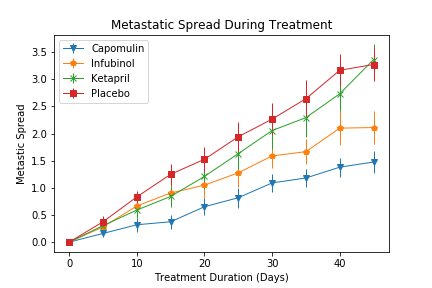 Metastatic Spread During Treatment
Capomulin
Infubinol
Ketapril
Placebo
Metastic Spread
3.5
3.0
2.5
2.0
1.5
1.0
0.5
0.0
0 10 20 30 40
Treatment Duration (Days)